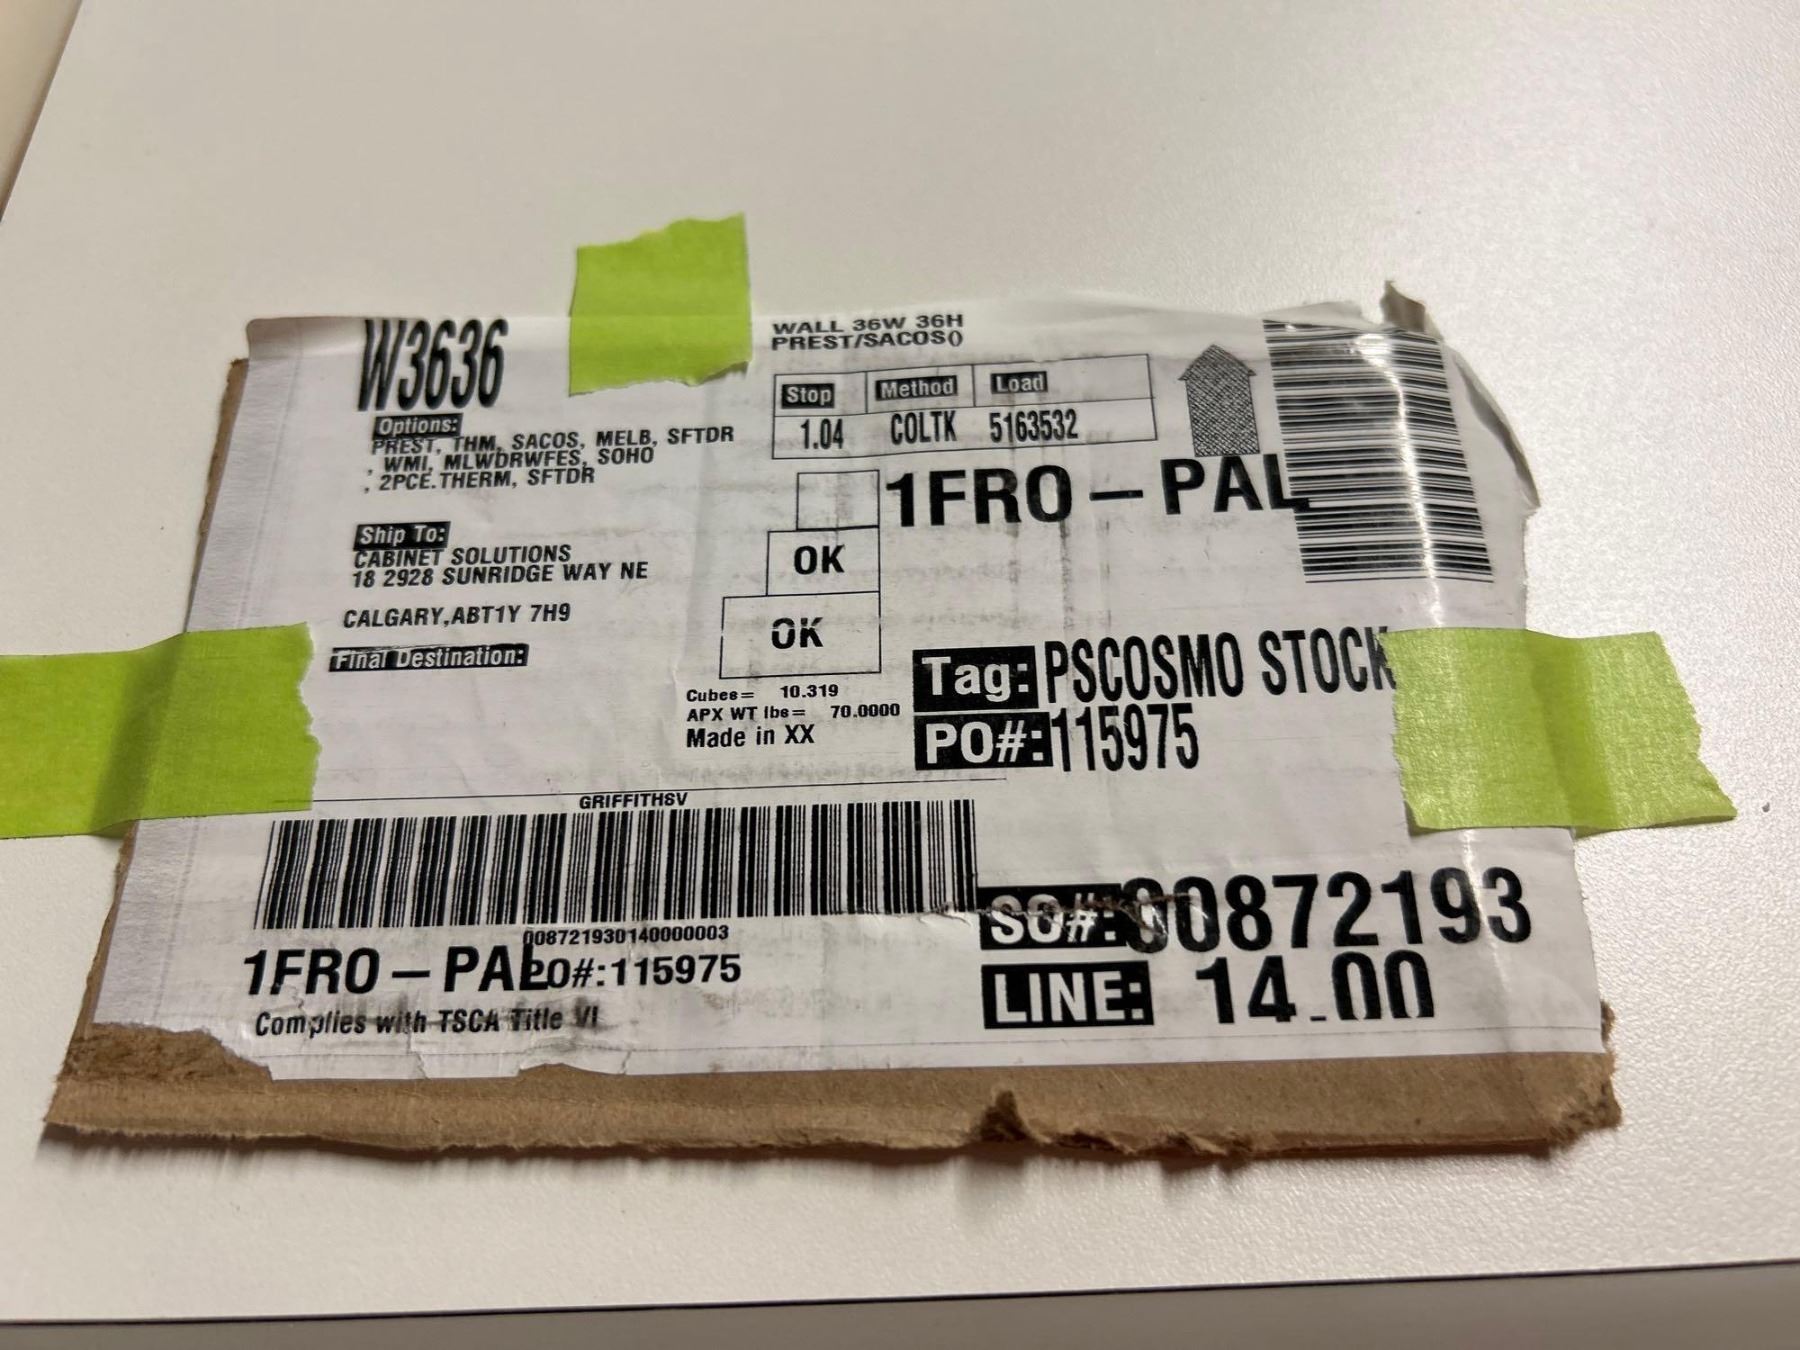 W3636
Options:
PREST, THM, SACOS, MELB, SFTDR
, WMI, MLWDRWFES, SOHO
, 2PCE.THERM, SFTDR
Ship To:
CABINET SOLUTIONS
18 2928 SUNRIDGE WAY NE
CALGARY,ABT1Y 7H9
Final Destination:
WALL 36W 36H
PREST/SACOS()
Stop Method Load
1.04 COLTK 5163532
1FRO – PAL
OK
OK
Cubes= 10.319
APX WT lbs= 70.0000
Made in XX
Tag: PSCOSMO STOCK
PO#: 115975
GRIFFITHSV
008721930140000003
1FRO – PAL
PO#:115975
Complies with TSCA Title VI
SO#: 00872193
LINE: 14.00